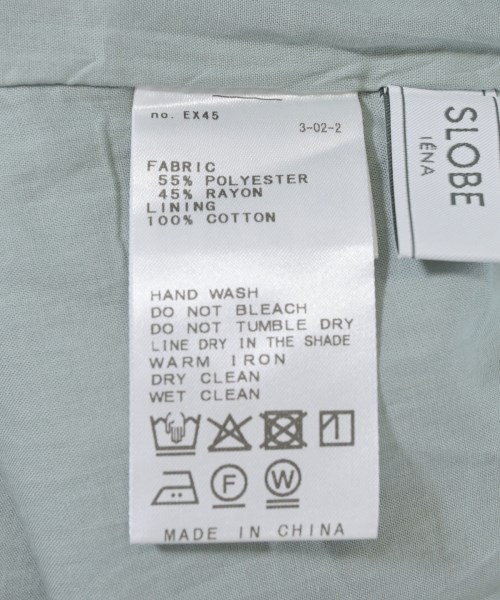 no. EX45
3-02-2
FABRIC
55% POLYESTER
45% RAYON
LINING
100% COTTON
HAND WASH
DO NOT BLEACH
DO NOT TUMBLE DRY
LINE DRY IN THE SHADE
WARM IRON
DRY CLEAN
WET CLEAN
F
W
MADE IN CHINA
SLOBE
IÉNA